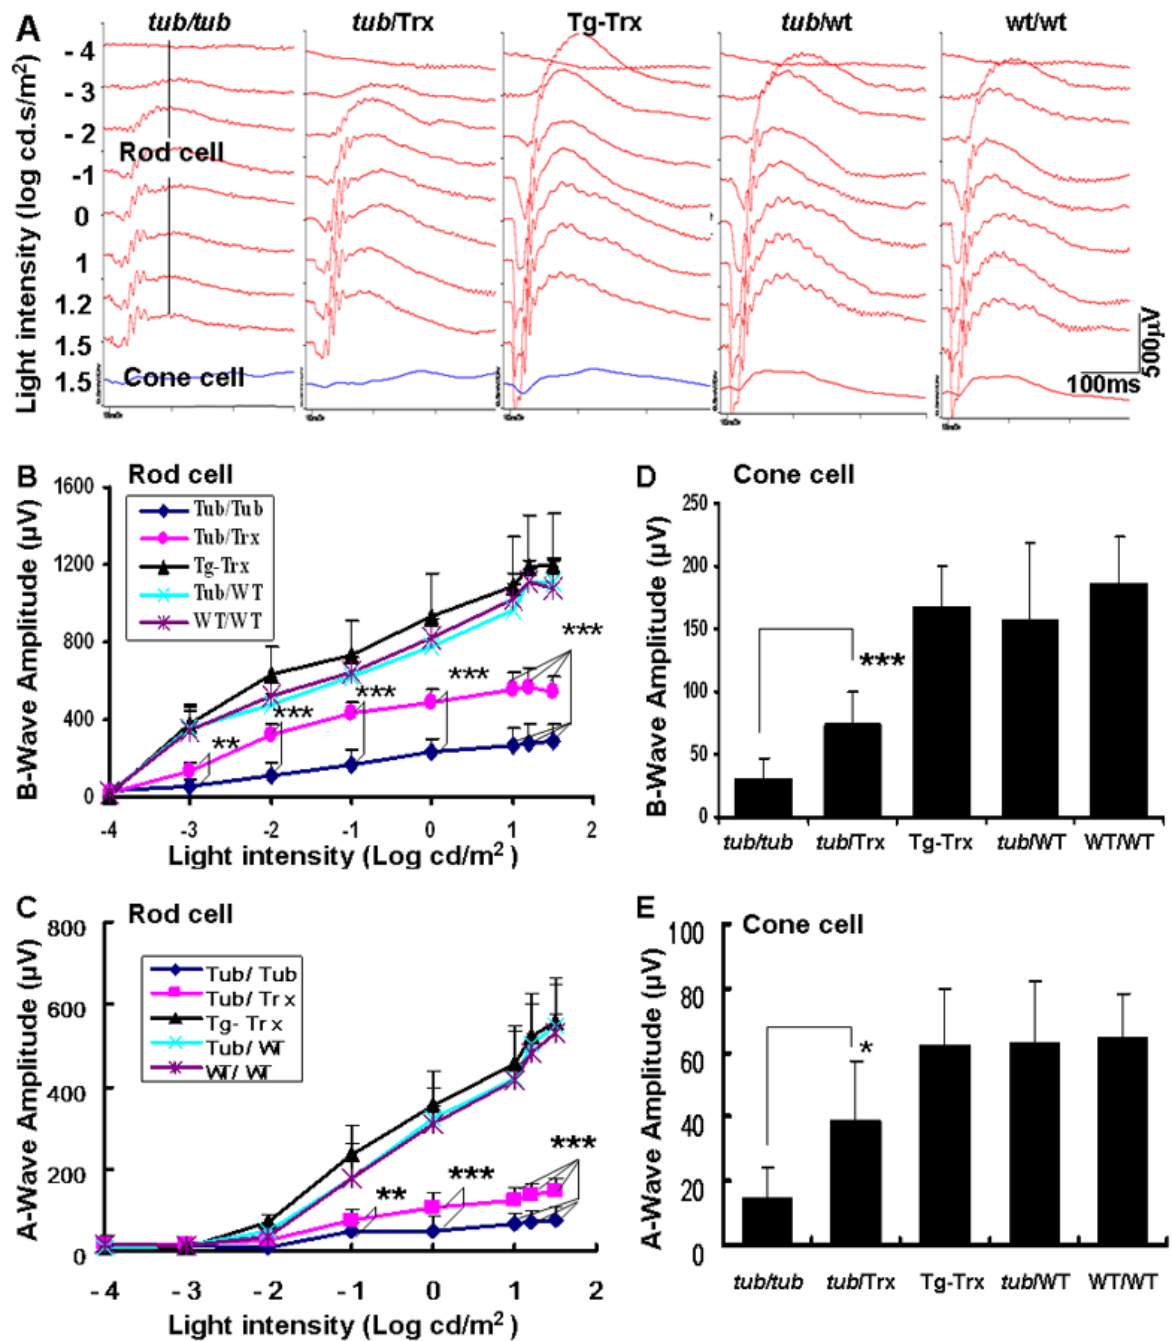 A
tub/tub
tub/Trx
Tg-Trx
tub/wt
wt/wt
Light intensity (log cd.s/m2)
- 4
- 3
- 2
-1
0
1
1.2
1.5
1.5
Rod cell
Cone cell
100ms
500µV
B
Rod cell
B-Wave Amplitude (µV)
1600
1200
800
400
0
Tub/Tub
Tub/Trx
Tg-Trx
Tub/WT
WT/WT
**
***
***
***
***
-4
-3
-2
-1
0
1
2
Light intensity (Log cd/m2 )
C
Rod cell
A-Wave Amplitude (µV)
800
600
400
200
0
Tub/ Tub
Tub/ Trx
Tg- Trx
Tub/ WT
WT/ WT
**
***
***
- 4
- 3
- 2
- 1
0
1
2
Light intensity (Log cd/m2 )
D
Cone cell
B-Wave Amplitude (µV)
250
200
150
100
50
0
***
tub/tub
tub/Trx
Tg-Trx
tub/WT
WT/WT
E
Cone cell
A-Wave Amplitude (µV)
100
80
60
40
20
0
*
tub/tub
tub/Trx
Tg-Trx
tub/WT
WT/WT